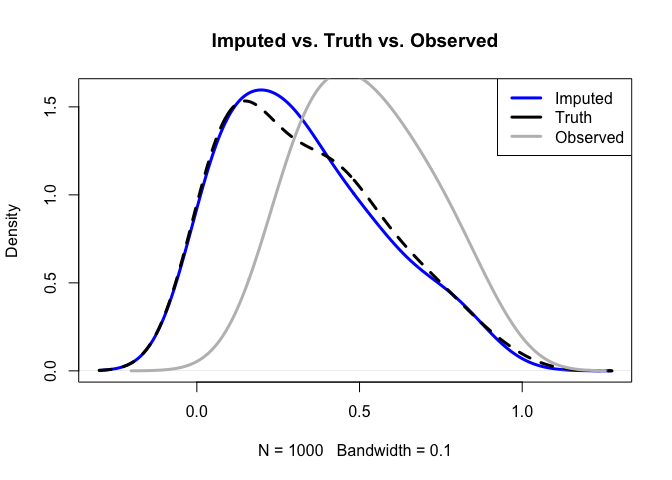 Imputed vs. Truth vs. Observed
Density
0.0
0.5
1.0
1.5
Imputed
Truth
Observed
0.0
0.5
1.0
N = 1000   Bandwidth = 0.1